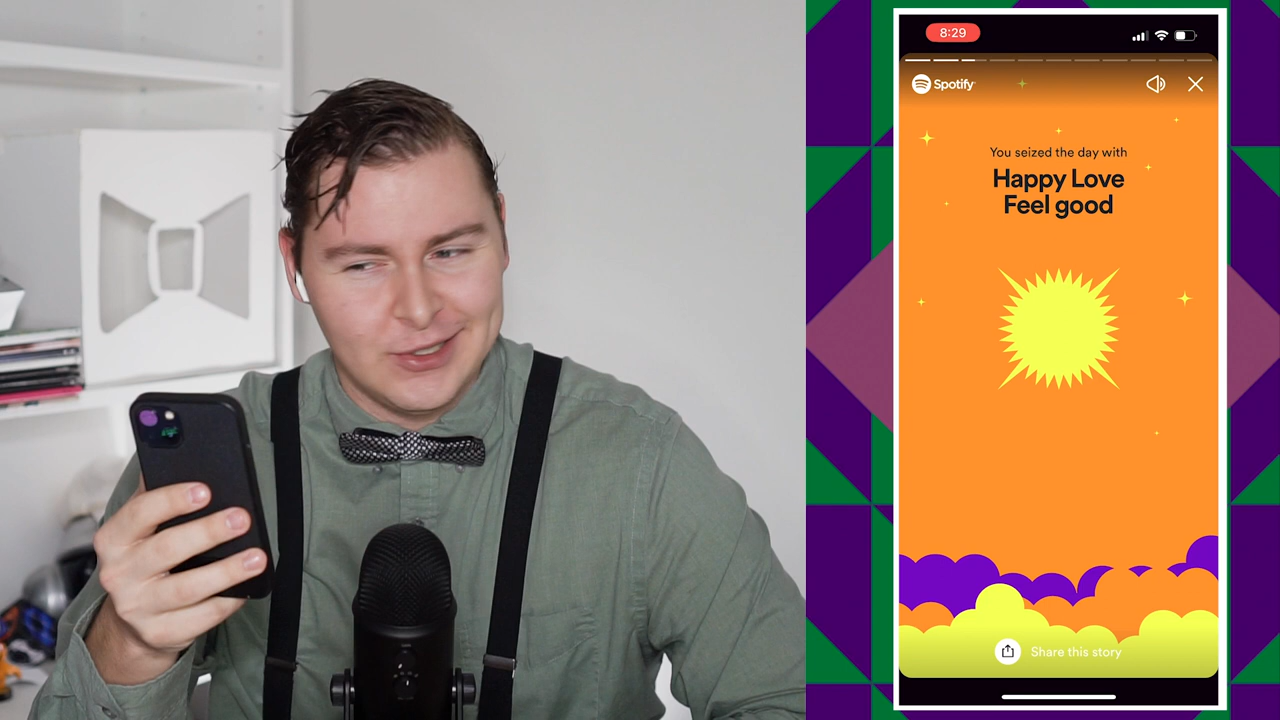 8:29
Spotify
You seized the day with
Happy Love
Feel good
Share this story